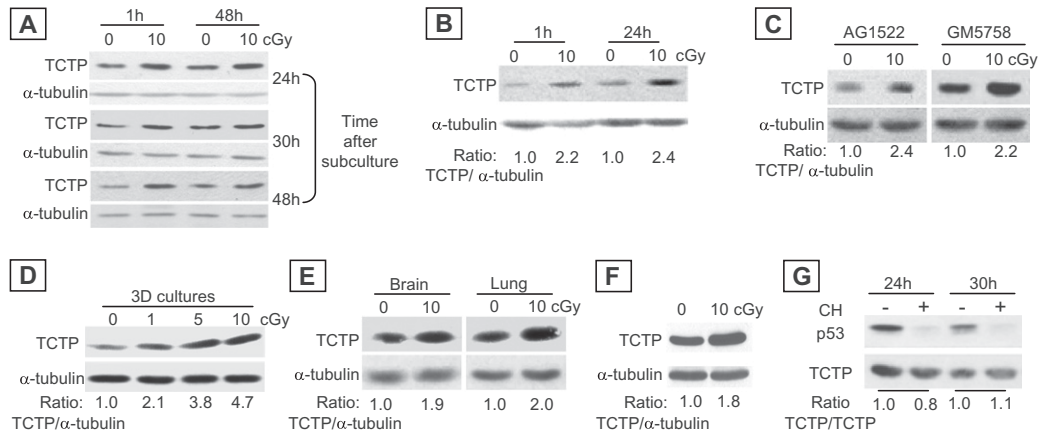 A
1h 48h
0 10 0 10 cGy
TCTP
24h
α-tubulin
TCTP
30h
α-tubulin
TCTP
48h
α-tubulin
Time
after
subculture
B
1h 24h
0 10 0 10 cGy
TCTP
α-tubulin
Ratio: 1.0 2.2 1.0 2.4
TCTP/ α-tubulin
C
AG1522 GM5758
0 10 0 10 cGy
TCTP
α-tubulin
Ratio: 1.0 2.4 1.0 2.2
TCTP/ α-tubulin
D
3D cultures
0 1 5 10 cGy
TCTP
α-tubulin
Ratio: 1.0 2.1 3.8 4.7
TCTP/α-tubulin
E
Brain Lung
0 10 0 10 cGy
TCTP
α-tubulin
Ratio: 1.0 1.9 1.0 2.0
TCTP/α-tubulin
F
0 10 cGy
TCTP
α-tubulin
Ratio: 1.0 1.8
TCTP/α-tubulin
G
24h 30h
CH - + - +
p53
TCTP
Ratio 1.0 0.8 1.0 1.1
TCTP/TCTP